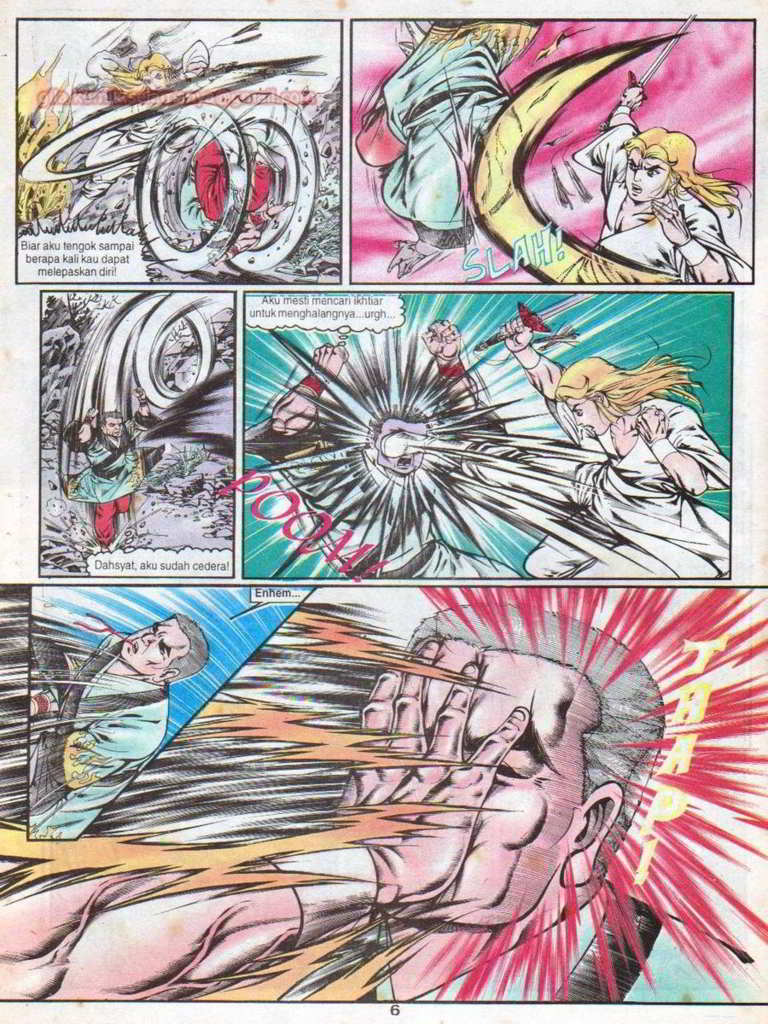 Biar aku tengok sampai
berapa kali kau dapat
melepaskan diri!
SLAH!
Aku mesti mencari ikhtiar
untuk menghalangnya...urgh...
Dahsyat, aku sudah cedera!
POOM!
Enhem...
TTAP!
6